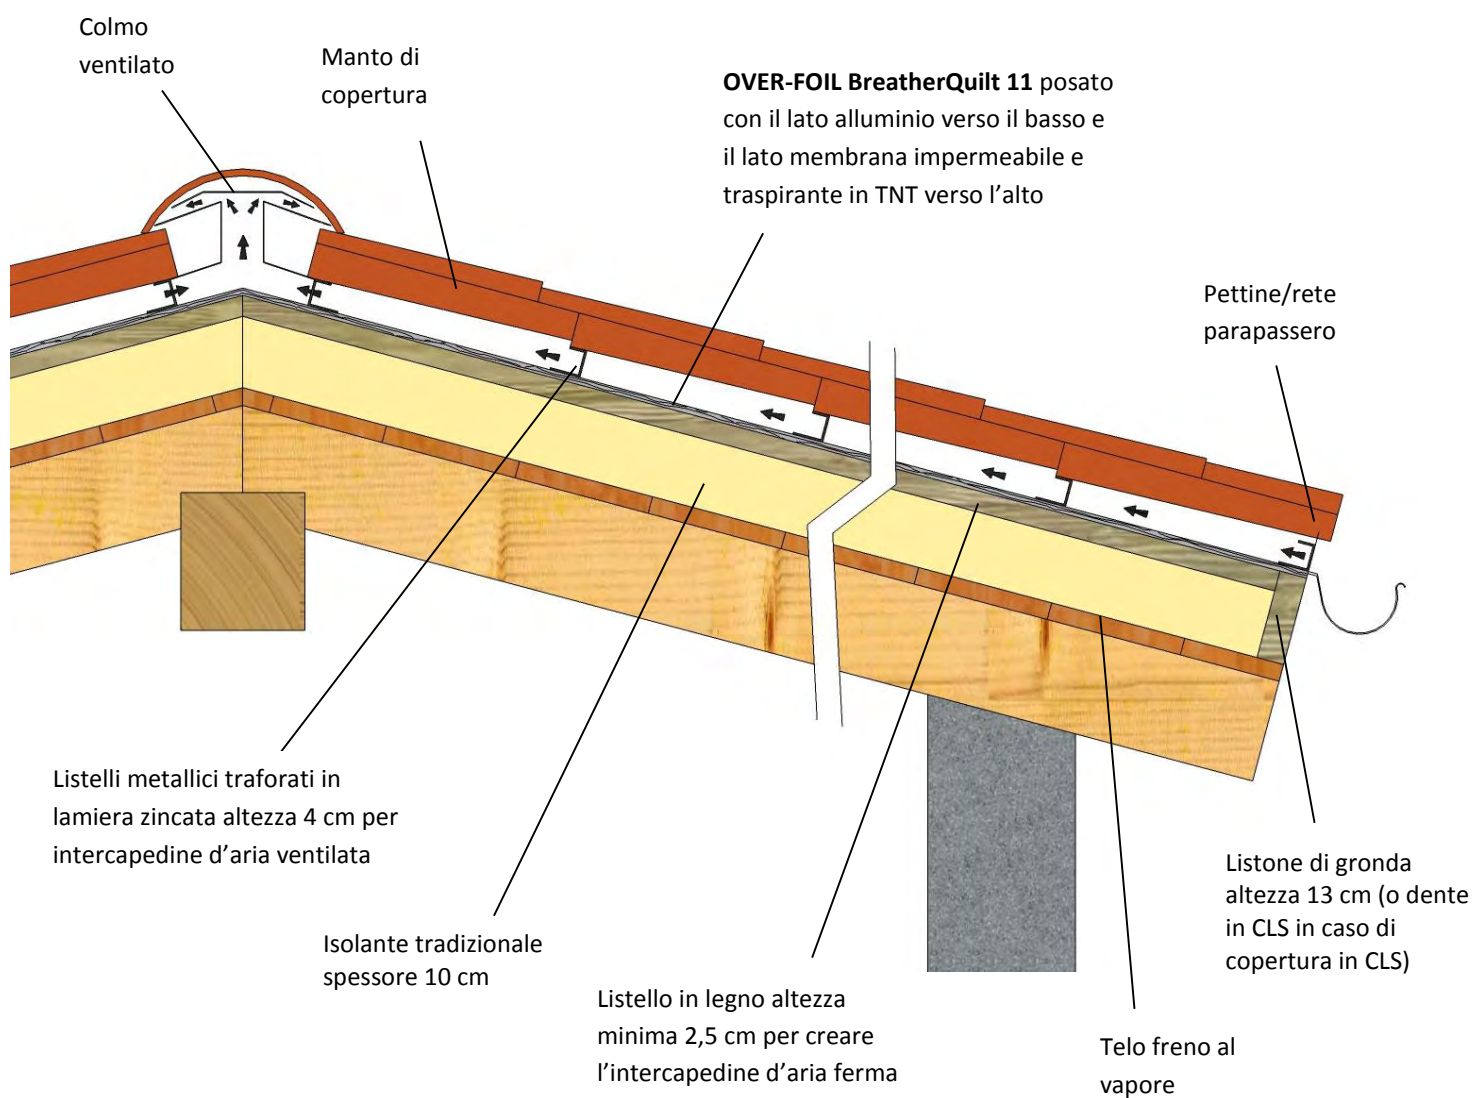 Colmo
ventilato
Manto di
copertura
OVER-FOIL BreatherQuilt 11 posato
con il lato alluminio verso il basso e
il lato membrana impermeabile e
traspirante in TNT verso l’alto
Pettine/rete
parapassero
Listelli metallici traforati in
lamiera zincata altezza 4 cm per
intercapedine d’aria ventilata
Isolante tradizionale
spessore 10 cm
Listello in legno altezza
minima 2,5 cm per creare
l’intercapedine d’aria ferma
Telo freno al
vapore
Listone di gronda
altezza 13 cm (o dente
in CLS in caso di
copertura in CLS)